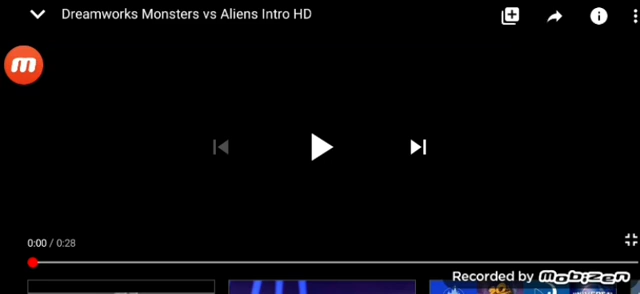 Dreamworks Monsters vs Aliens Intro HD
m
0:00 / 0:28
Recorded by mobizen